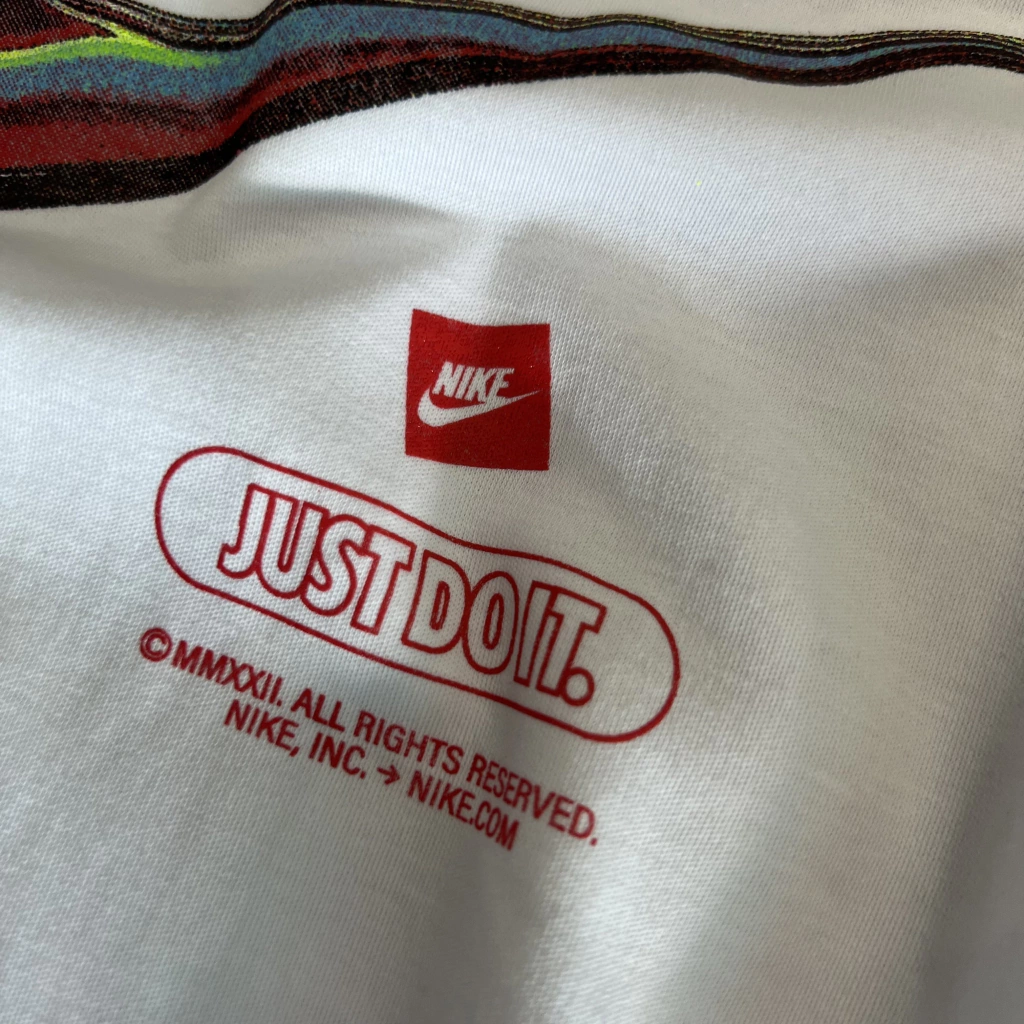 NIKE
JUST DO IT.
©MMXXII. ALL RIGHTS RESERVED.
NIKE, INC. → NIKE.COM